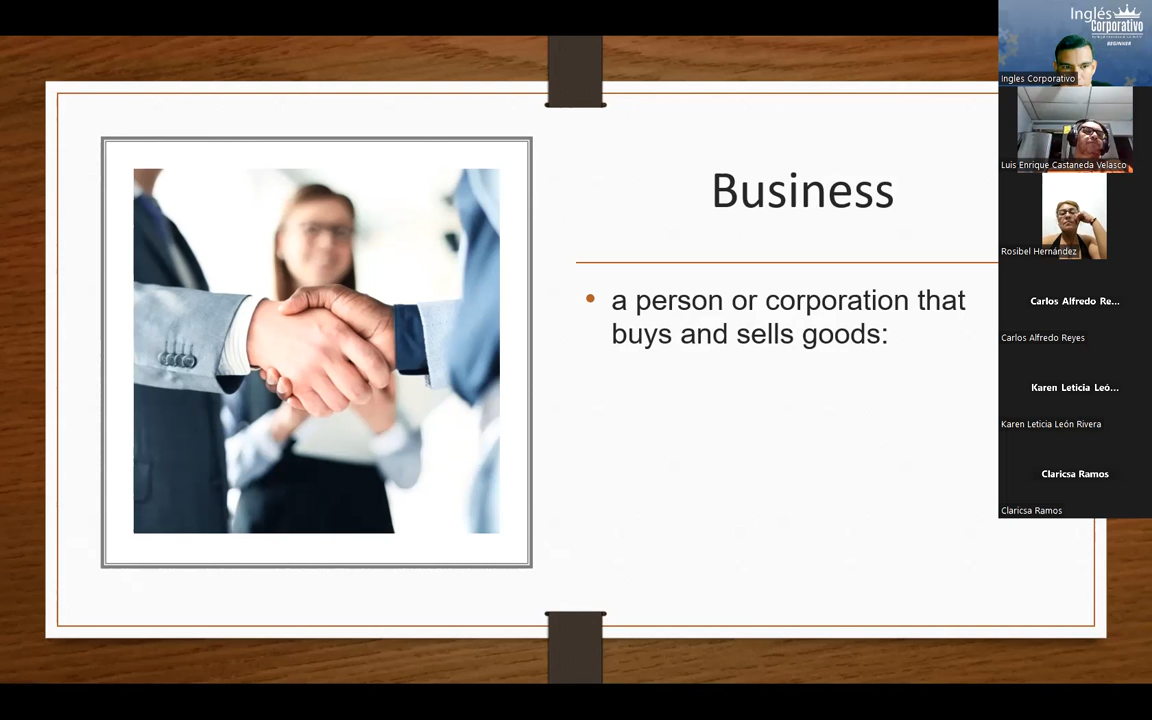 Business
• a person or corporation that
buys and sells goods:
Inglés
Corporativo
BEGINNER
Ingles Corporativo
Luis Enrique Castaneda Velasco
Rosibel Hernández
Carlos Alfredo Re...
Carlos Alfredo Reyes
Karen Leticia Leó...
Karen Leticia León Rivera
Claricsa Ramos
Claricsa Ramos